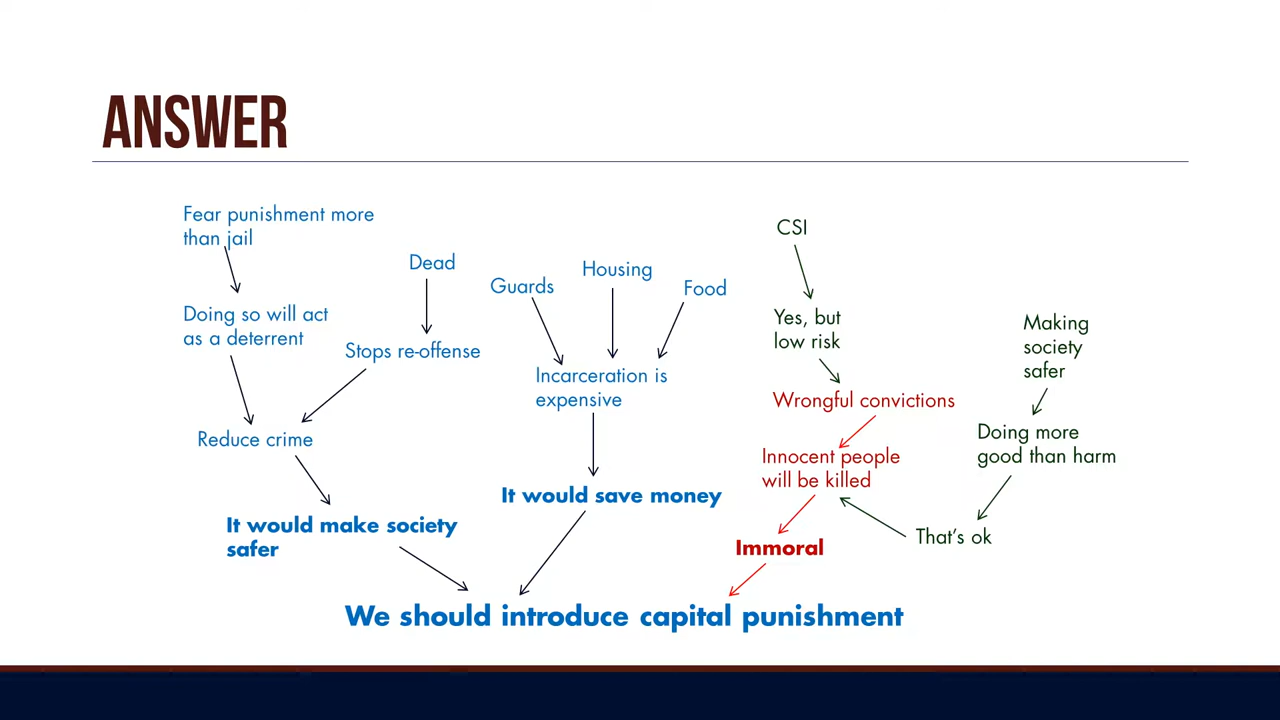 ANSWER
Fear punishment more
than jail
Doing so will act
as a deterrent
Dead
Stops re-offense
Reduce crime
It would make society
safer
Guards
Housing
Food
Incarceration is
expensive
It would save money
CSI
Yes, but
low risk
Wrongful convictions
Innocent people
will be killed
Immoral
Making
society
safer
Doing more
good than harm
That's ok
We should introduce capital punishment